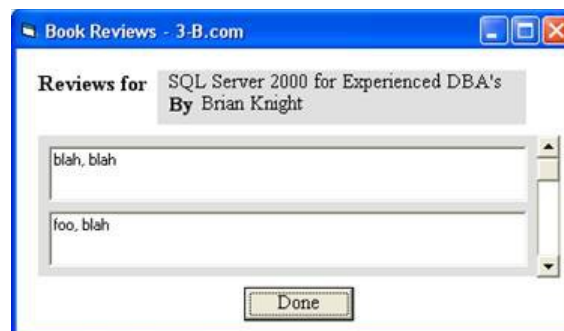 Book Reviews - 3-B.com
Reviews for
SQL Server 2000 for Experienced DBA's
By Brian Knight
blah, blah
foo, blah
Done